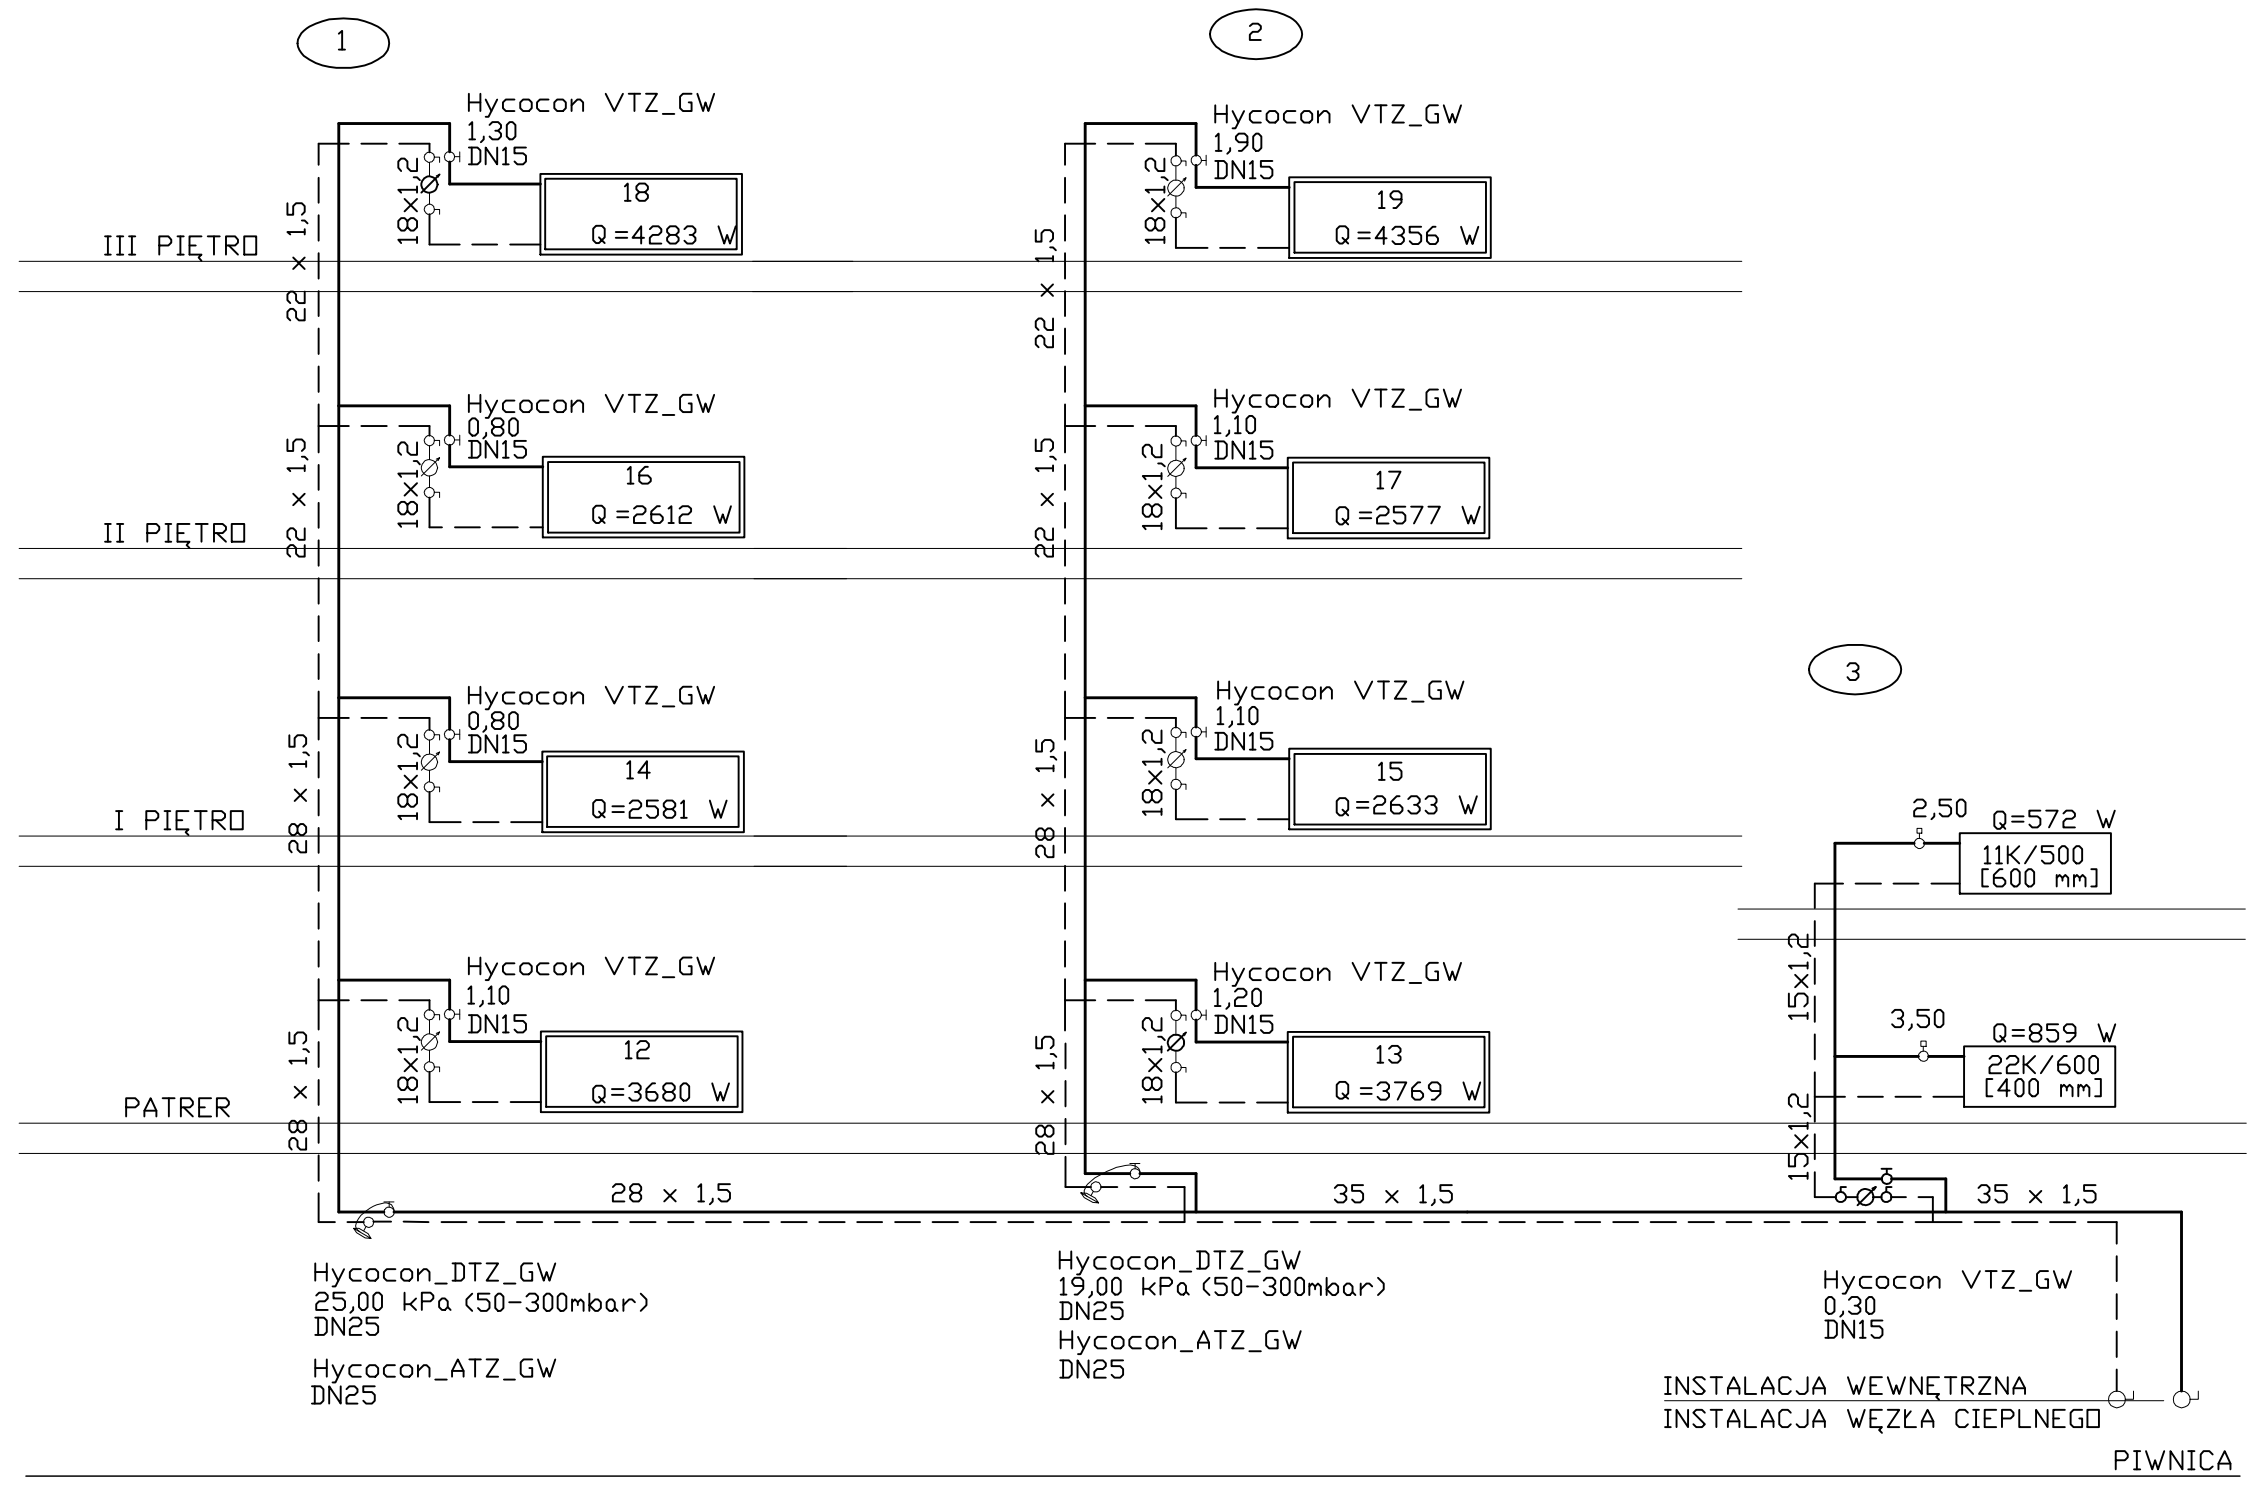 1
Hycocon VTZ_GW
1,30
DN15
18x1,2
18
Q=4283 W
22 x 1,5
III PIĘTRO
Hycocon VTZ_GW
0,80
DN15
18x1,2
16
Q=2612 W
22 x 1,5
II PIĘTRO
Hycocon VTZ_GW
0,80
DN15
18x1,2
14
Q=2581 W
28 x 1,5
I PIĘTRO
Hycocon VTZ_GW
1,10
DN15
18x1,2
12
Q=3680 W
28 x 1,5
PATRER
28 x 1,5
Hycocon_DTZ_GW
25,00 kPa (50-300mbar)
DN25
Hycocon_ATZ_GW
DN25
2
Hycocon VTZ_GW
1,90
DN15
18x1,2
19
Q=4356 W
22 x 1,5
Hycocon VTZ_GW
1,10
DN15
18x1,2
17
Q=2577 W
22 x 1,5
Hycocon VTZ_GW
1,10
DN15
18x1,2
15
Q=2633 W
28 x 1,5
Hycocon VTZ_GW
1,20
DN15
18x1,2
13
Q=3769 W
28 x 1,5
35 x 1,5
Hycocon_DTZ_GW
19,00 kPa (50-300mbar)
DN25
Hycocon_ATZ_GW
DN25
3
2,50
Q=572 W
11K/500
[600 mm]
15x1,2
3,50
Q=859 W
22K/600
[400 mm]
15x1,2
35 x 1,5
Hycocon VTZ_GW
0,30
DN15
INSTALACJA WEWNĘTRZNA
INSTALACJA WĘZŁA CIEPLNEGO
PIWNICA